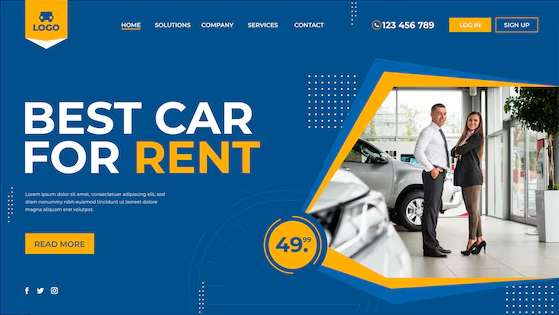 LOGO
HOME SOLUTIONS COMPANY SERVICES CONTACT
123 456 789
LOG IN
SIGN UP
BEST CAR
FOR RENT
Lorem ipsum dolor sit amet, consectetuer adipiscing elit, sed
diam nonummy nibh euismod tincidunt ut laoreet dolore
magna aliquam erat volutpat.
READ MORE
49.99